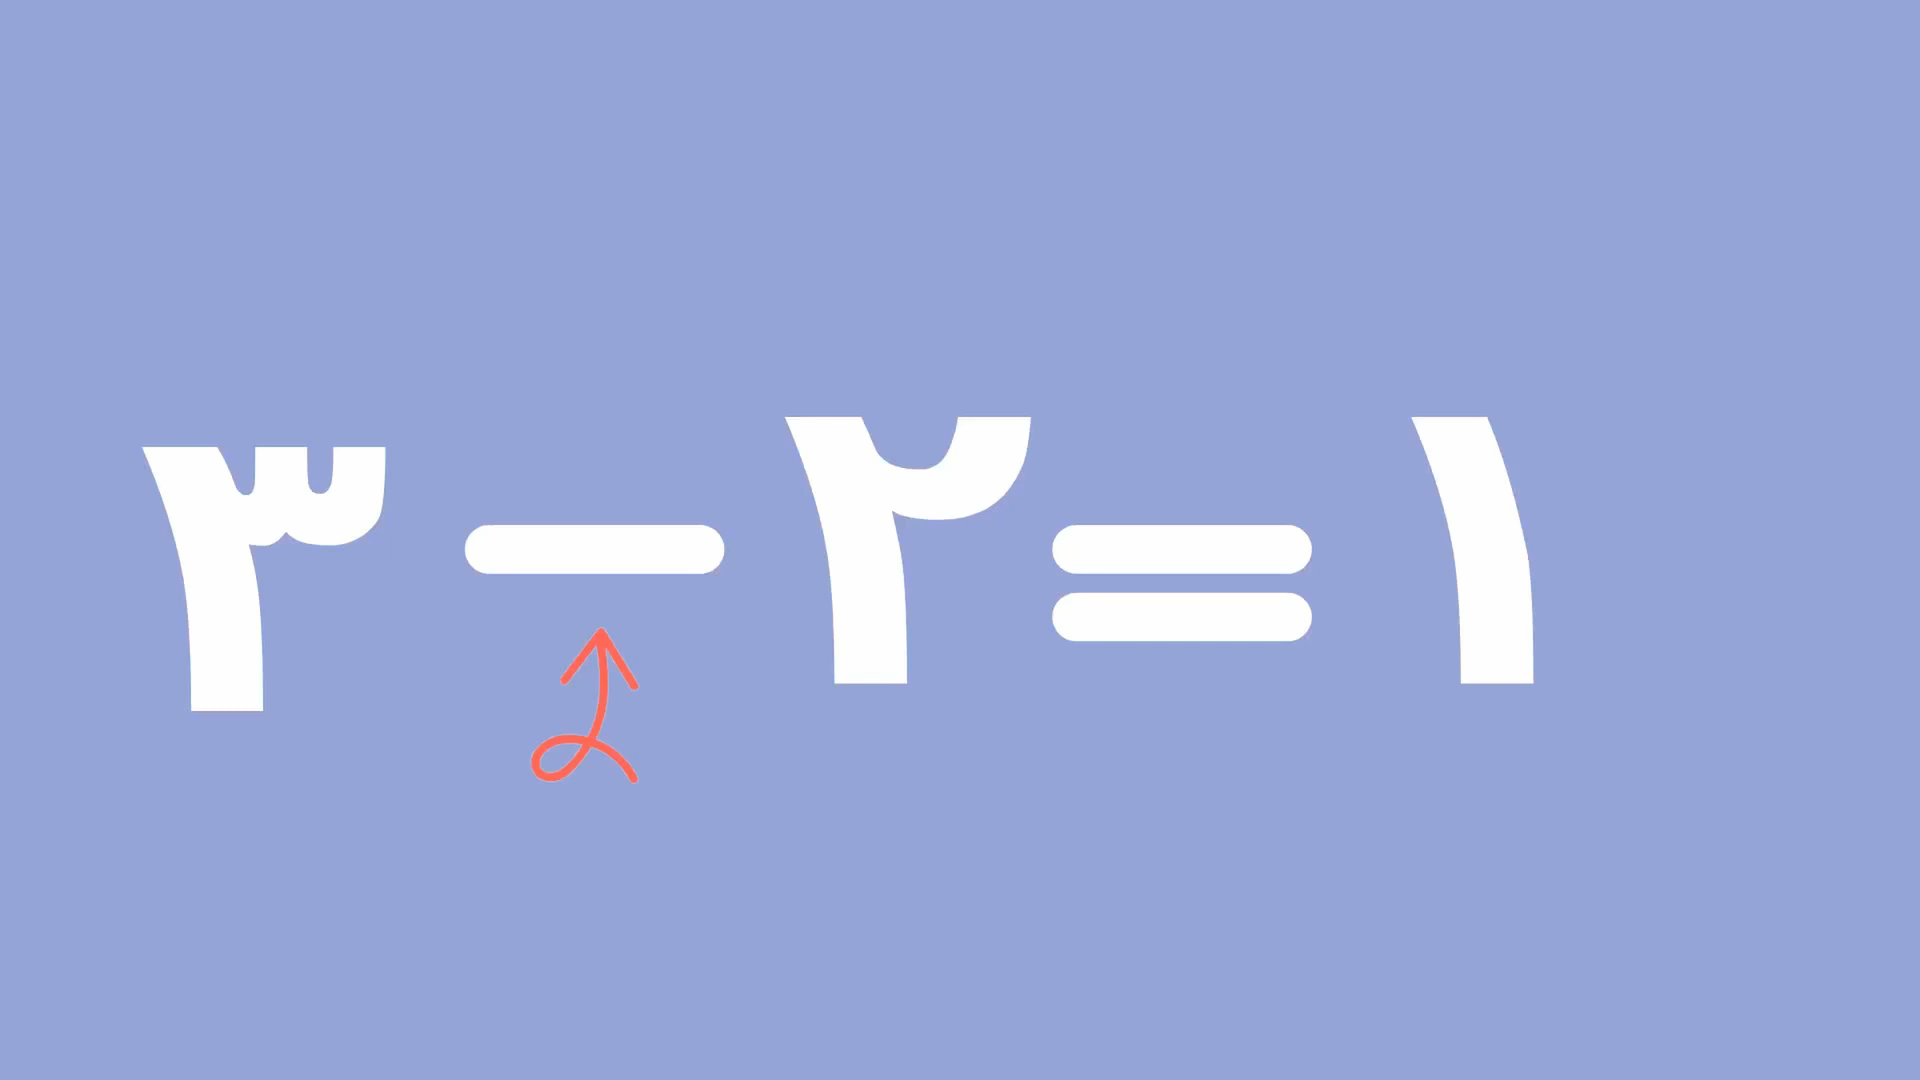 ۳ - ۲ = ۱